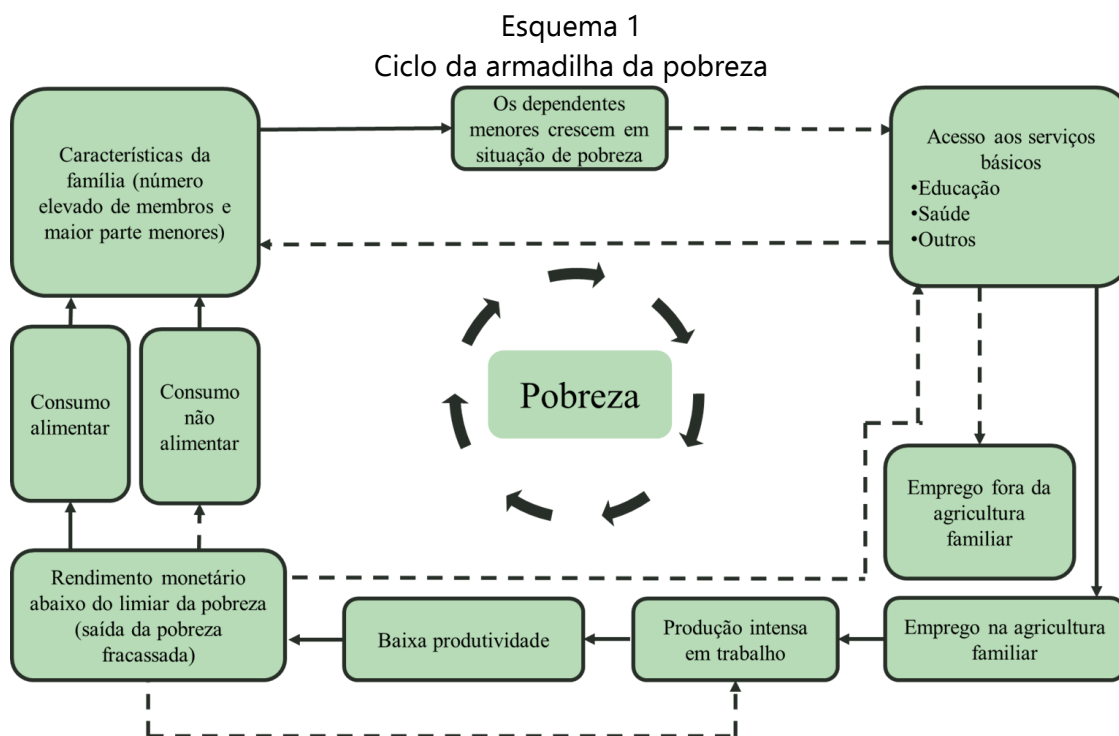 Esquema 1
Ciclo da armadilha da pobreza
Características da
família (número
elevado de membros e
maior parte menores)
Os dependentes
menores crescem em
situação de pobreza
Acesso aos serviços
básicos
•Educação
•Saúde
•Outros
Consumo
alimentar
Consumo
não
alimentar
Pobreza
Emprego fora da
agricultura
familiar
Rendimento monetário
abaixo do limiar da pobreza
(saída da pobreza
fracassada)
Baixa produtividade
Produção intensa
em trabalho
Emprego na agricultura
familiar